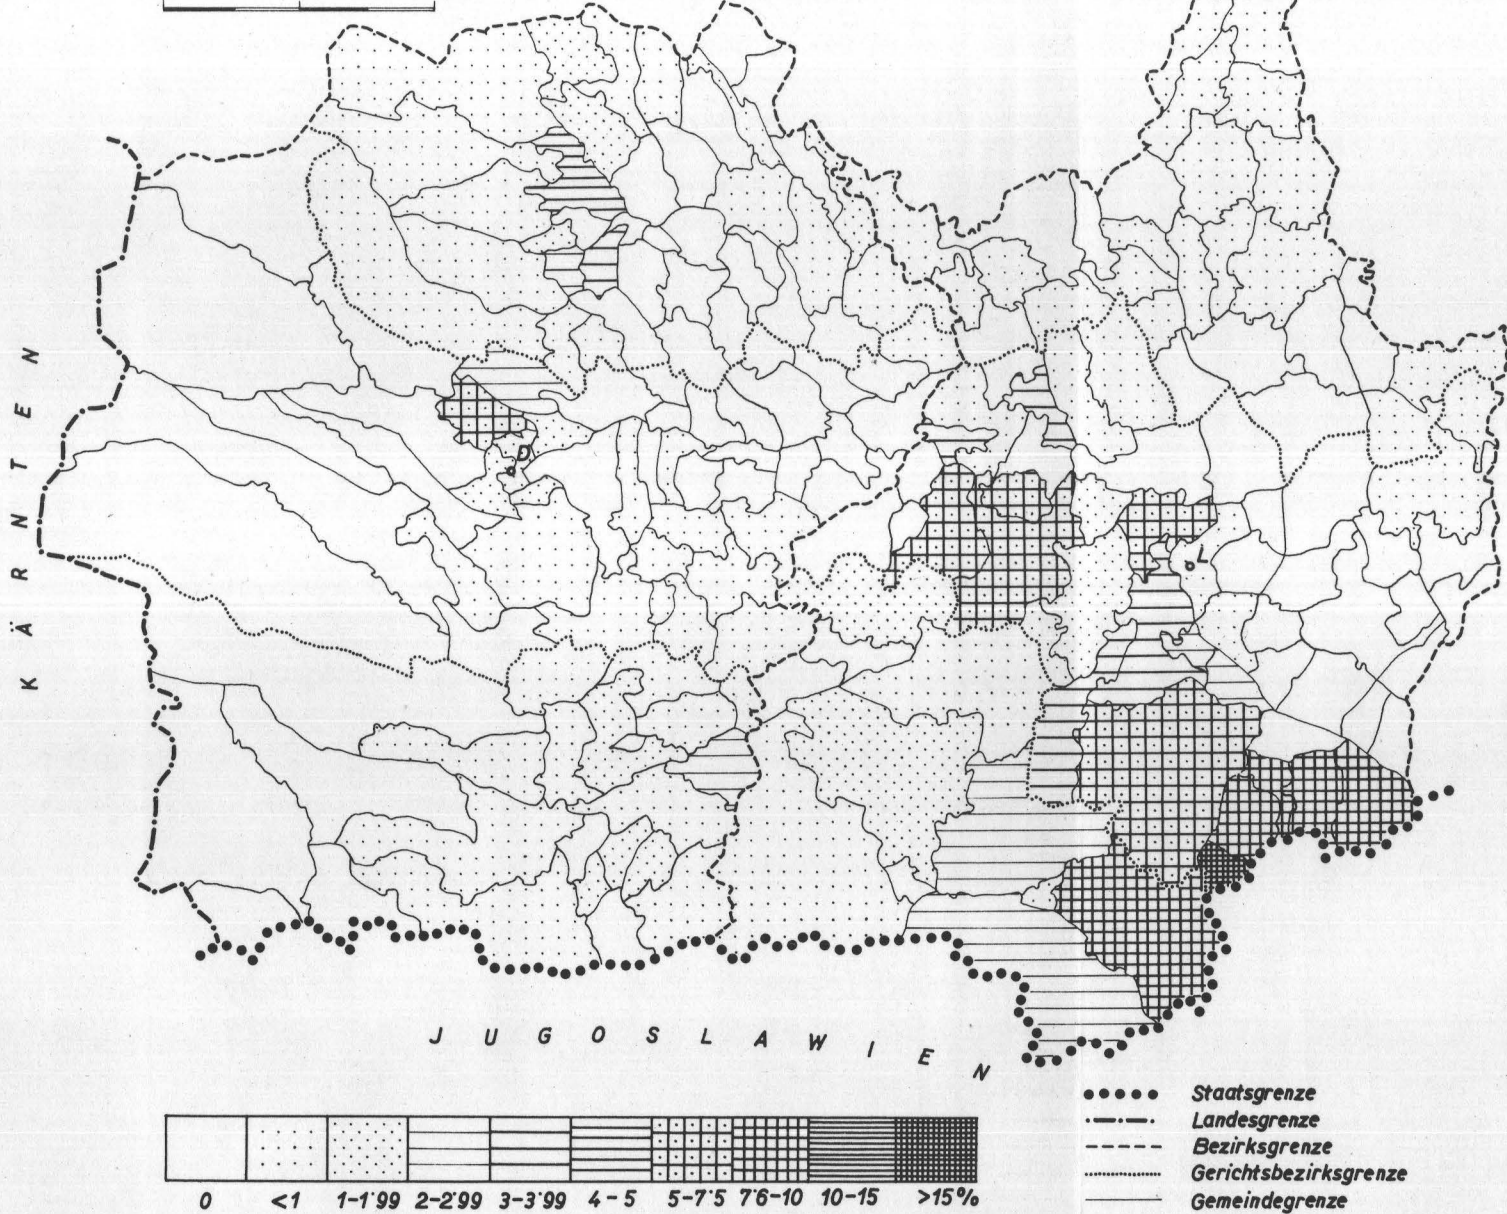 KÄRNTEN
D
L
JUGOSLAWIEN
0 <1 1-1'99 2-2'99 3-3'99 4-5 5-7'5 7'6-10 10-15 >15%
Staatsgrenze
Landesgrenze
Bezirksgrenze
Gerichtsbezirksgrenze
Gemeindegrenze